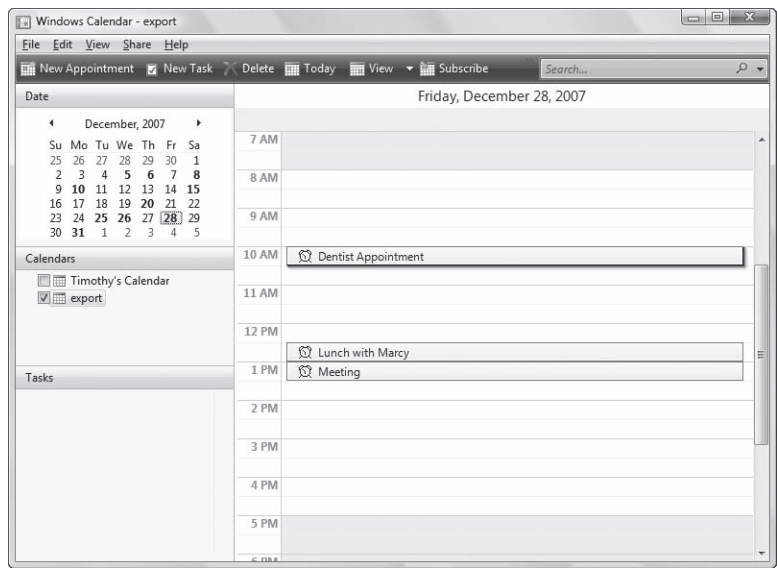 Windows Calendar - export
File Edit View Share Help
New Appointment New Task Delete Today View Subscribe Search...
Date
Friday, December 28, 2007
December, 2007
Su Mo Tu We Th Fr Sa
25 26 27 28 29 30 1
2 3 4 5 6 7 8
9 10 11 12 13 14 15
16 17 18 19 20 21 22
23 24 25 26 27 28 29
30 31 1 2 3 4 5
Calendars
Timothy's Calendar
export
Tasks
7 AM
8 AM
9 AM
10 AM Dentist Appointment
11 AM
12 PM
Lunch with Marcy
1 PM Meeting
2 PM
3 PM
4 PM
5 PM
6 PM